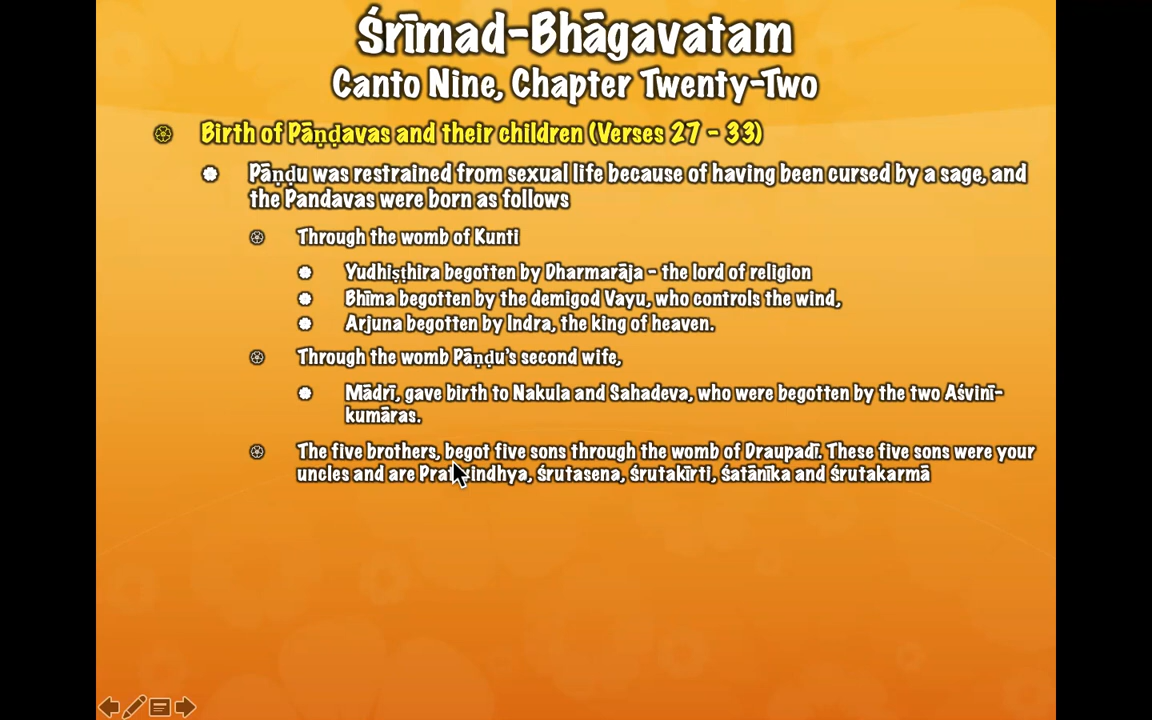 Śrīmad-Bhāgavatam
Canto Nine, Chapter Twenty-Two
Birth of Pāṇḍavas and their children (Verses 27 - 33)
Pāṇḍu was restrained from sexual life because of having been cursed by a sage, and
the Pandavas were born as follows
Through the womb of Kunti
Yudhiṣṭhira begotten by Dharmarāja - the lord of religion
Bhīma begotten by the demigod Vayu, who controls the wind,
Arjuna begotten by Indra, the king of heaven.
Through the womb Pāṇḍu's second wife,
Mādrī, gave birth to Nakula and Sahadeva, who were begotten by the two Aśvinī-
kumāras.
The five brothers, begot five sons through the womb of Draupadī. These five sons were your
uncles and are śrutasena, śrutakīrti, śatānīka and śrutakarmā